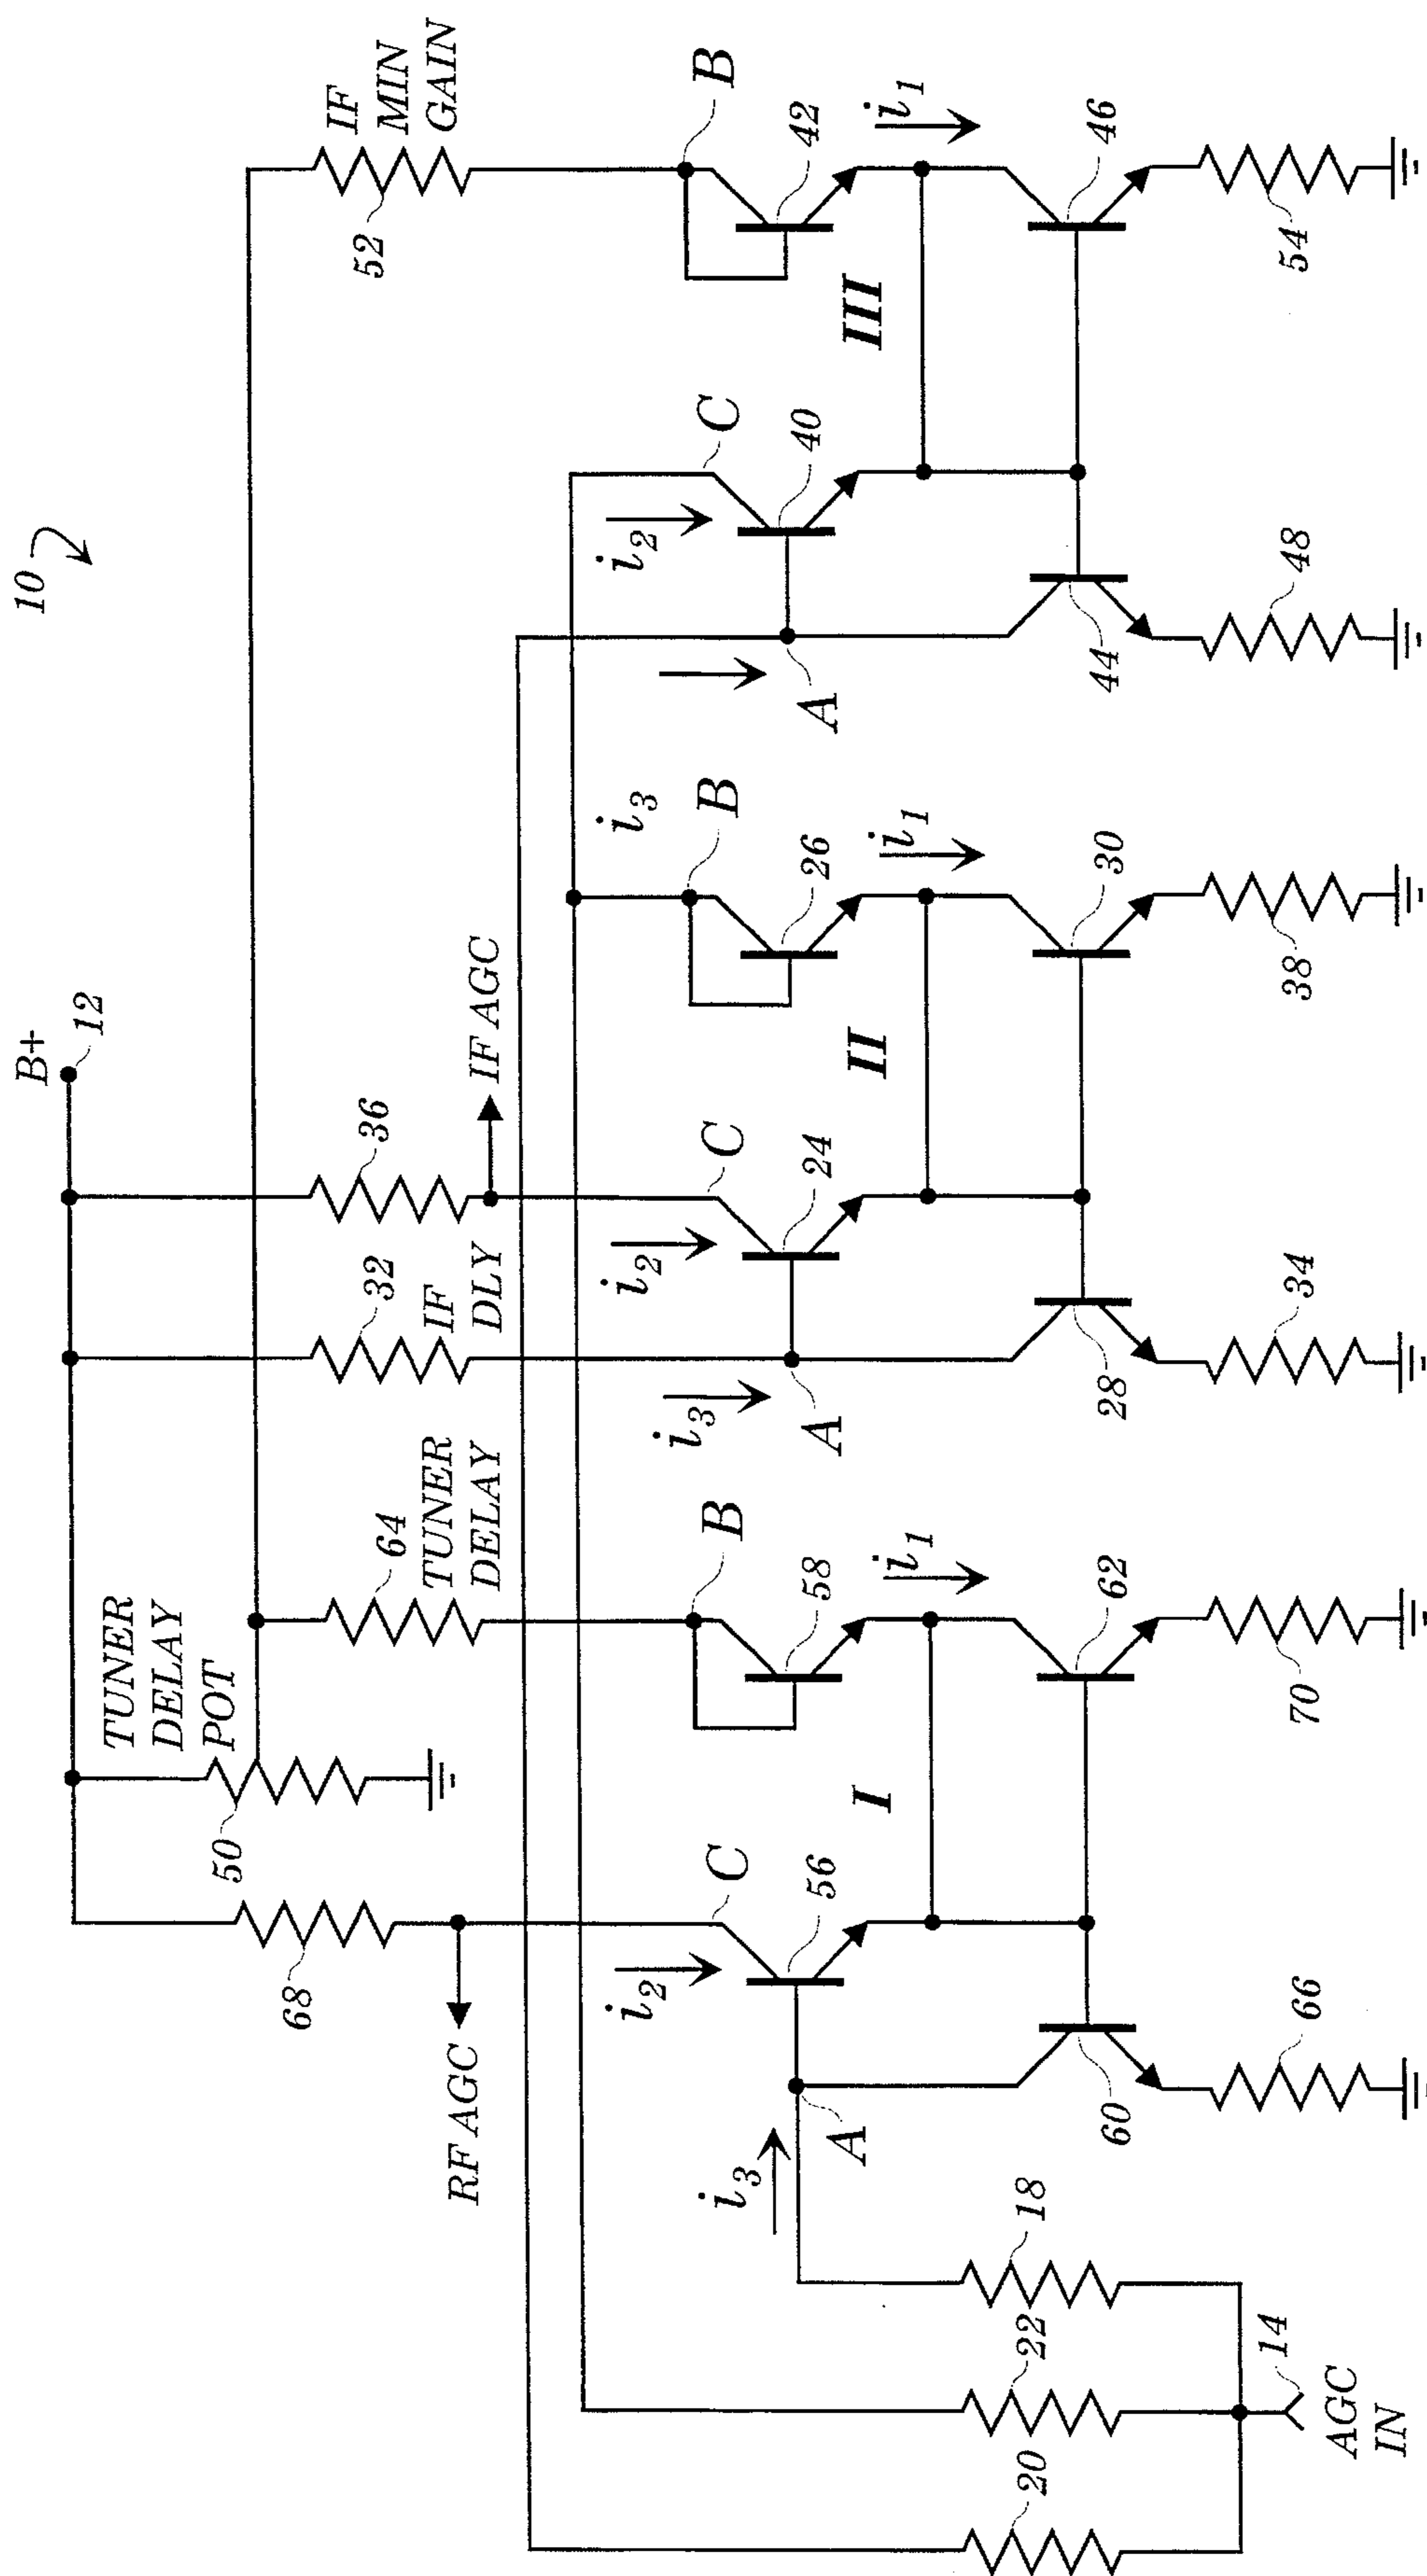 10
B+
12
TUNER
DELAY
POT
50
68
RF AGC
64
TUNER
DELAY
32
IF
DLY
36
IF AGC
52
IF
MIN
GAIN
i3
A
i2
C
56
B
58
i1
I
60
62
66
70
i3
A
i2
C
24
i3
B
26
i1
II
28
30
34
38
A
i2
C
40
B
42
i1
III
44
46
48
54
20
22
18
14
AGC
IN